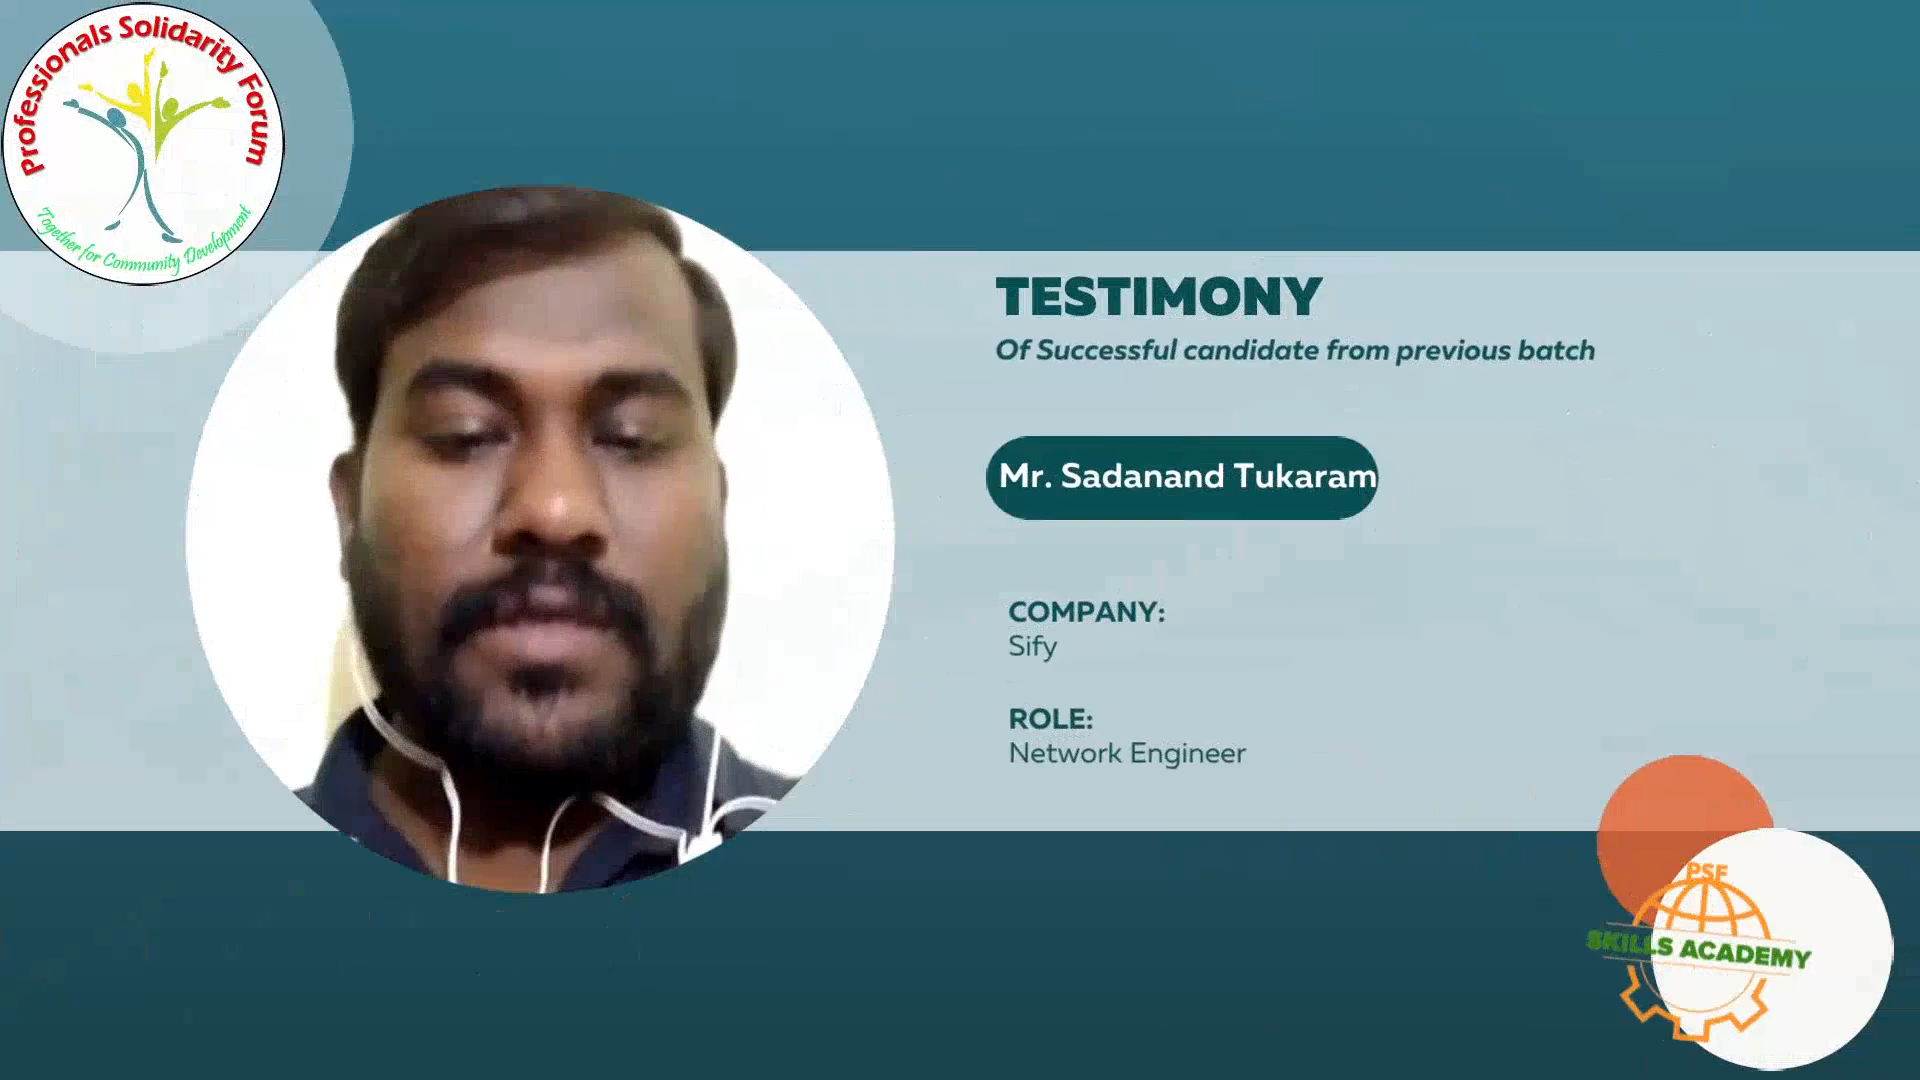 Professionals Solidarity Forum
Together for Community Development
TESTIMONY
Of Successful candidate from previous batch
Mr. Sadanand Tukaram
COMPANY:
Sify
ROLE:
Network Engineer
PSF
SKILLS ACADEMY